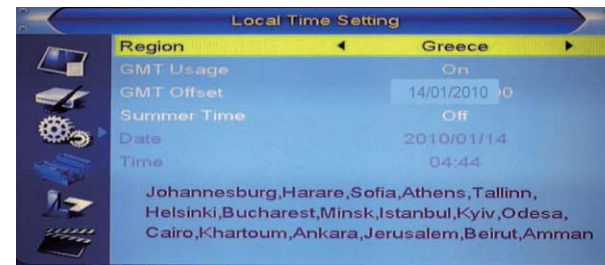 Local Time Setting
Region Greece
GMT Usage On
GMT Offset 14/01/2010 0
Summer Time Off
Date 2010/01/14
Time 04:44
Johannesburg,Harare,Sofia,Athens,Tallinn,
Helsinki,Bucharest,Minsk,Istanbul,Kyiv,Odesa,
Cairo,Khartoum,Ankara,Jerusalem,Beirut,Amman